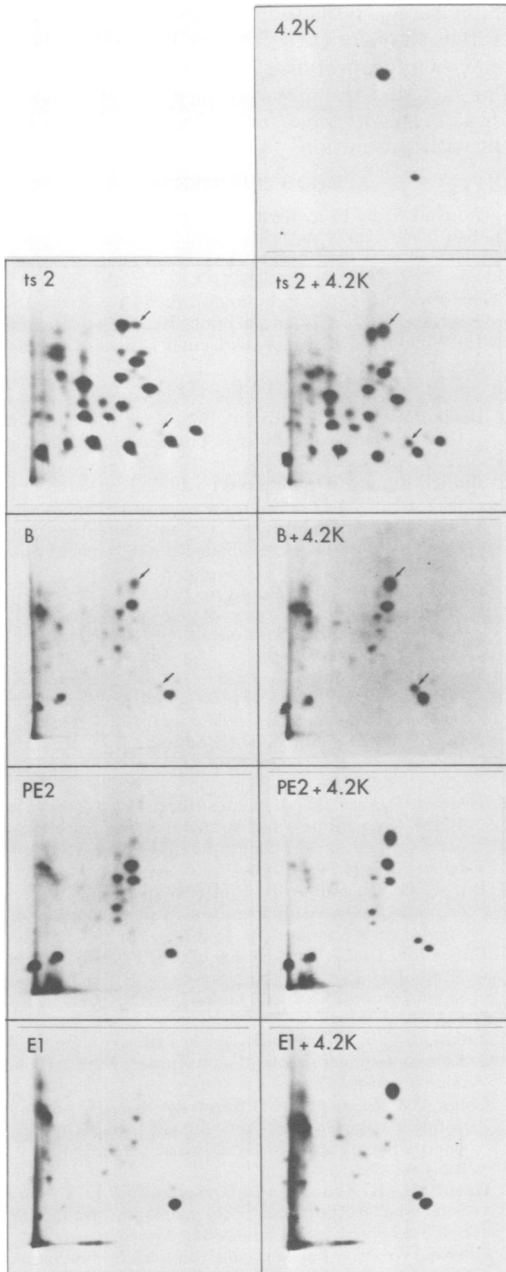 4.2K
ts 2
ts 2 + 4.2K
B
B + 4.2K
PE2
PE2 + 4.2K
E1
E1 + 4.2K